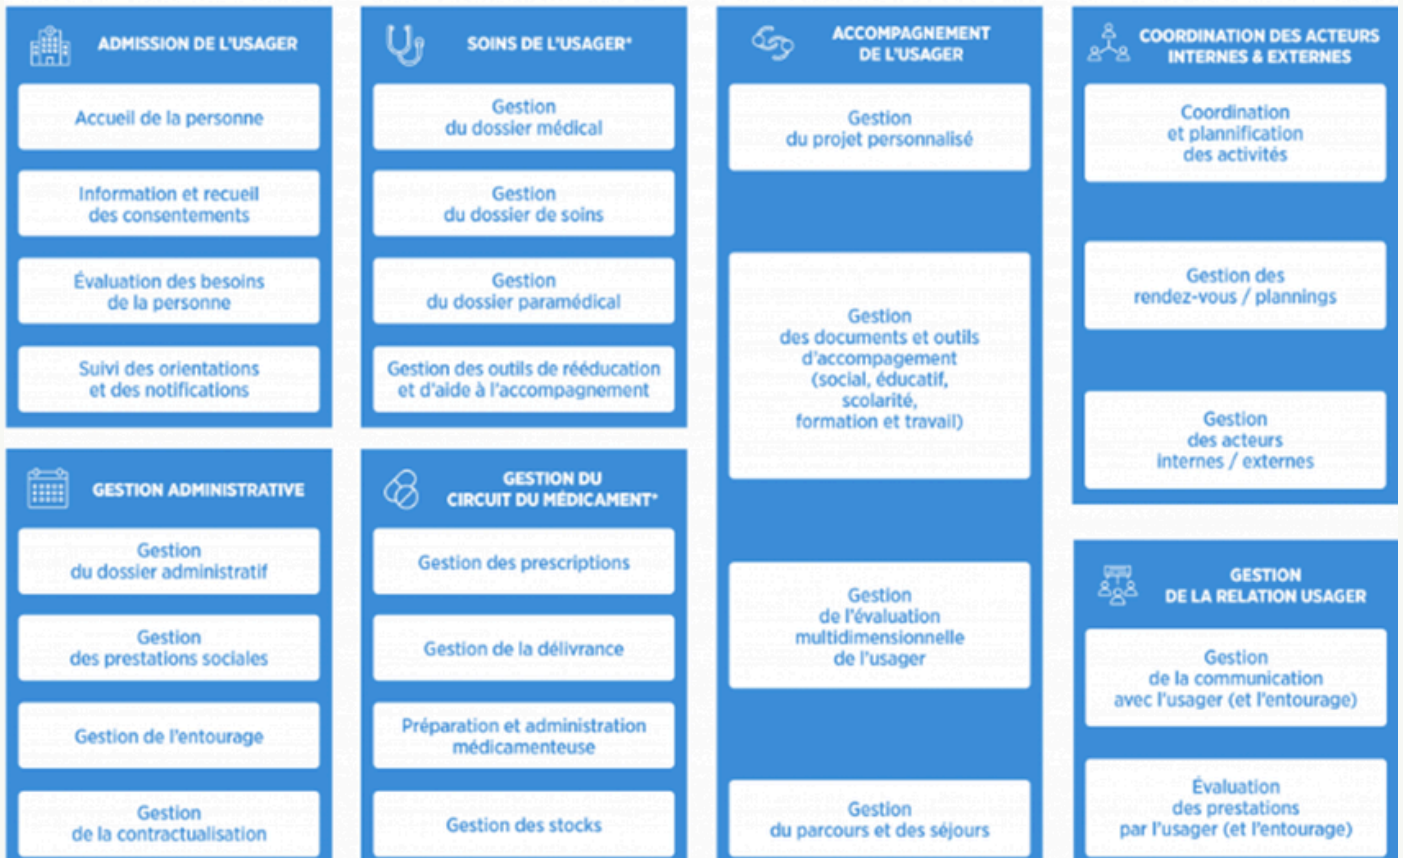 ADMISSION DE L'USAGER
Accueil de la personne
Information et recueil
des consentements
Évaluation des besoins
de la personne
Suivi des orientations
et des notifications
SOINS DE L'USAGER*
Gestion
du dossier médical
Gestion
du dossier de soins
Gestion
du dossier paramédical
Gestion des outils de rééducation
et d'aide à l'accompagnement
ACCOMPAGNEMENT
DE L'USAGER
Gestion
du projet personnalisé
Gestion
des documents et outils
d'accompagement
(social, éducatif,
scolarité,
formation et travail)
Gestion
de l'évaluation
multidimensionnelle
de l'usager
Gestion
du parcours et des séjours
COORDINATION DES ACTEURS
INTERNES & EXTERNES
Coordination
et plannification
des activités
Gestion des
rendez-vous / plannings
Gestion
des acteurs
internes / externes
GESTION ADMINISTRATIVE
Gestion
du dossier administratif
Gestion
des prestations sociales
Gestion de l'entourage
Gestion
de la contractualisation
GESTION DU
CIRCUIT DU MÉDICAMENT*
Gestion des prescriptions
Gestion de la délivrance
Préparation et administration
médicamenteuse
Gestion des stocks
GESTION
DE LA RELATION USAGER
Gestion
de la communication
avec l'usager (et l'entourage)
Évaluation
des prestations
par l'usager (et l'entourage)